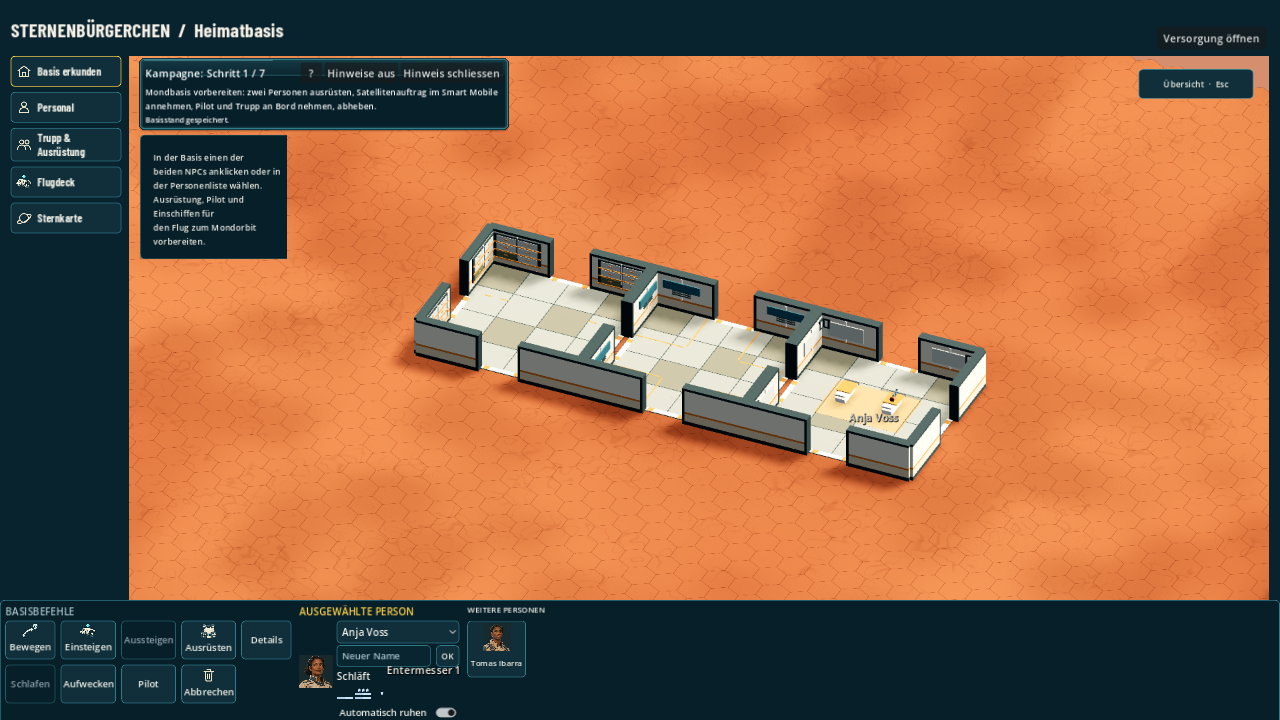 STERNENBÜRGERCHEN / Heimatbasis
Versorgung öffnen
Basis erkunden
Personal
Trupp &
Ausrüstung
Flugdeck
Sternkarte
Kampagne: Schritt 1 / 7
? Hinweise aus Hinweis schliessen
Mondbasis vorbereiten: zwei Personen ausrüsten, Satellitenauftrag im Smart Mobile
annehmen, Pilot und Trupp an Bord nehmen, abheben.
Basisstand gespeichert.
Übersicht · Esc
In der Basis einen der
beiden NPCs anklicken oder in
der Personenliste wählen.
Ausrüstung, Pilot und
Einschiffen für
den Flug zum Mondorbit
vorbereiten.
Anja Voss
BASISBEFEHLE
Bewegen
Einsteigen
Aussteigen
Ausrüsten
Details
Schlafen
Aufwecken
Pilot
Abbrechen
AUSGEWÄHLTE PERSON
Anja Voss
Neuer Name
OK
Schläft
Entermesser 1
Automatisch ruhen
WEITERE PERSONEN
Tomas Ibarra